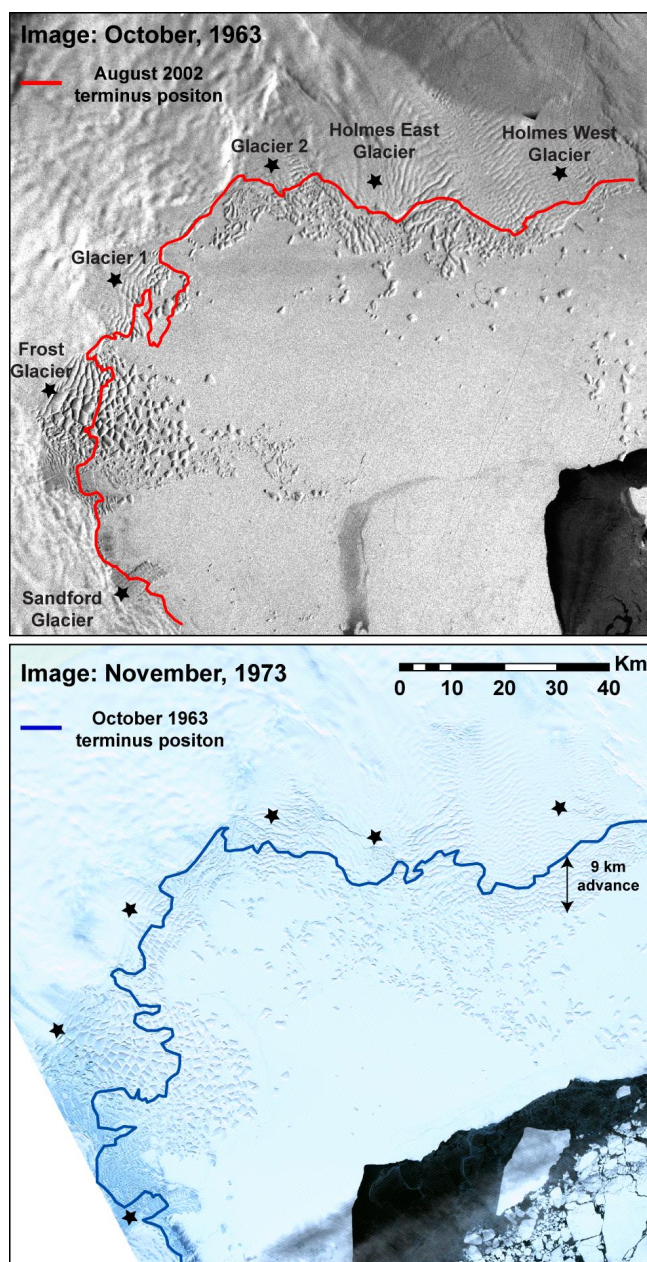 Image: October, 1963
August 2002
terminus positon
Glacier 2
Holmes East
Glacier
Holmes West
Glacier
Glacier 1
Frost
Glacier
Sandford
Glacier
Image: November, 1973
Km
0 10 20 30 40
October 1963
terminus positon
9 km
advance